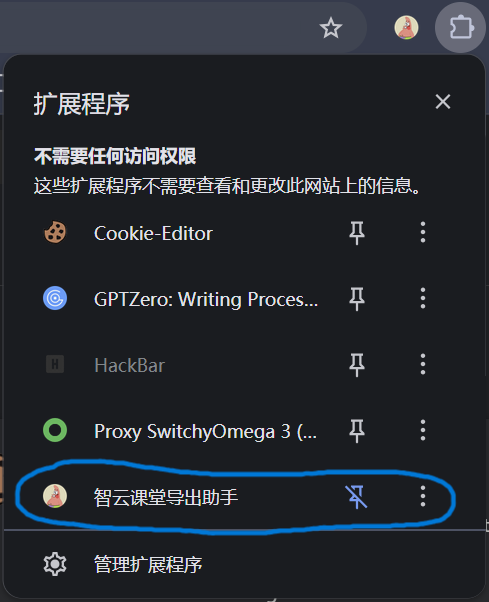 扩展程序
不需要任何访问权限
这些扩展程序不需要查看和更改此网站上的信息。
Cookie-Editor
GPTZero: Writing Proces...
HackBar
Proxy SwitchyOmega 3 (...
智云课堂导出助手
管理扩展程序